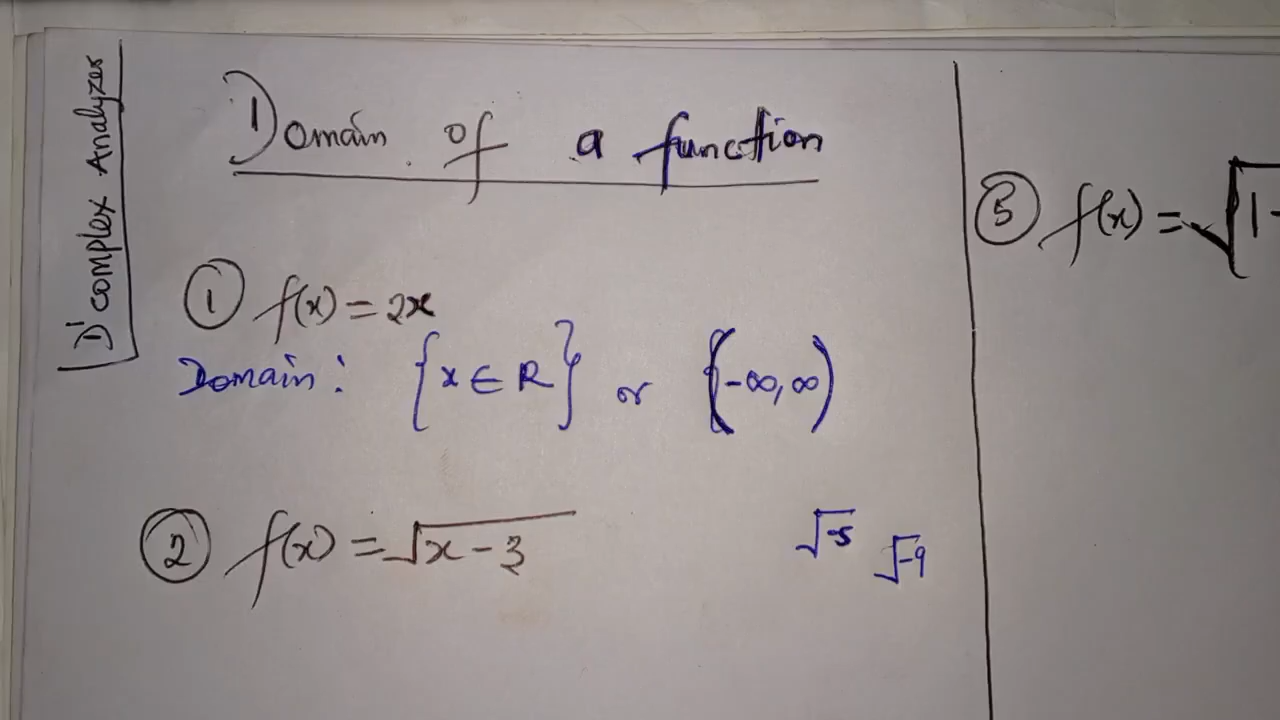 D'complex Analyzer
Domain of a function
① f(x) = 2x
Domain: {x ∈ R} or (-∞, ∞)
② f(x) = √x - 3
√-5 √-9
⑤ f(x) = √1-